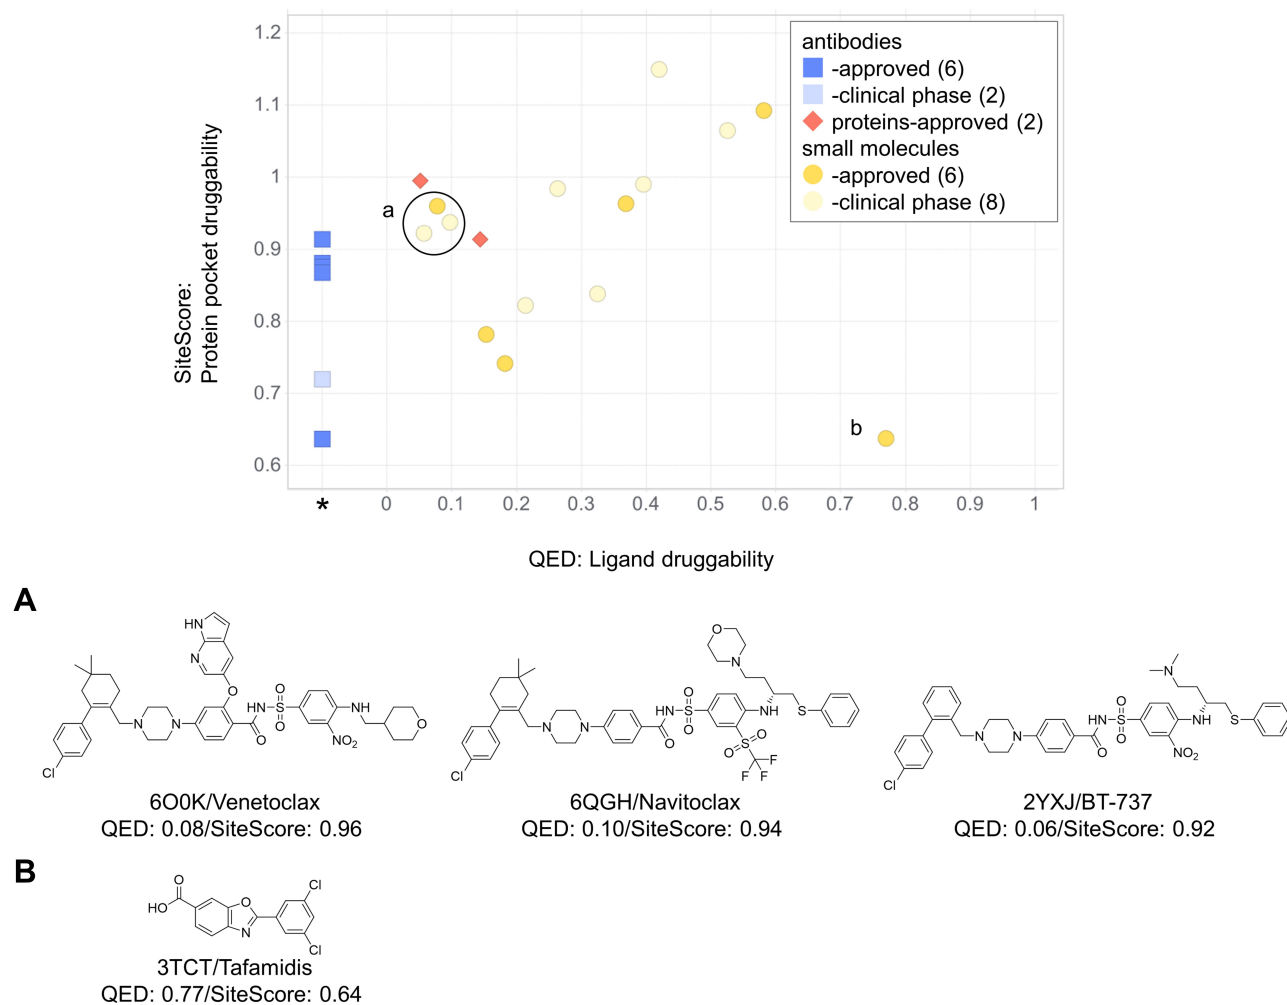 1.2
1.1
1
0.9
0.8
0.7
0.6
SiteScore:
Protein pocket druggability
antibodies
-approved (6)
-clinical phase (2)
proteins-approved (2)
small molecules
-approved (6)
-clinical phase (8)
a
b
* 0 0.1 0.2 0.3 0.4 0.5 0.6 0.7 0.8 0.9 1
QED: Ligand druggability
A
HN
N
O
N
N
O
HN
S
O
O
NH
NO2
O
Cl
6O0K/Venetoclax
QED: 0.08/SiteScore: 0.96
O
N
N
N
O
HN
S
O
O
NH
S
S
O
O
F
F
F
Cl
6QGH/Navitoclax
QED: 0.10/SiteScore: 0.94
N
N
N
O
HN
S
O
O
NH
S
NO2
Cl
2YXJ/BT-737
QED: 0.06/SiteScore: 0.92
B
O
HO
O
N
Cl
Cl
3TCT/Tafamidis
QED: 0.77/SiteScore: 0.64